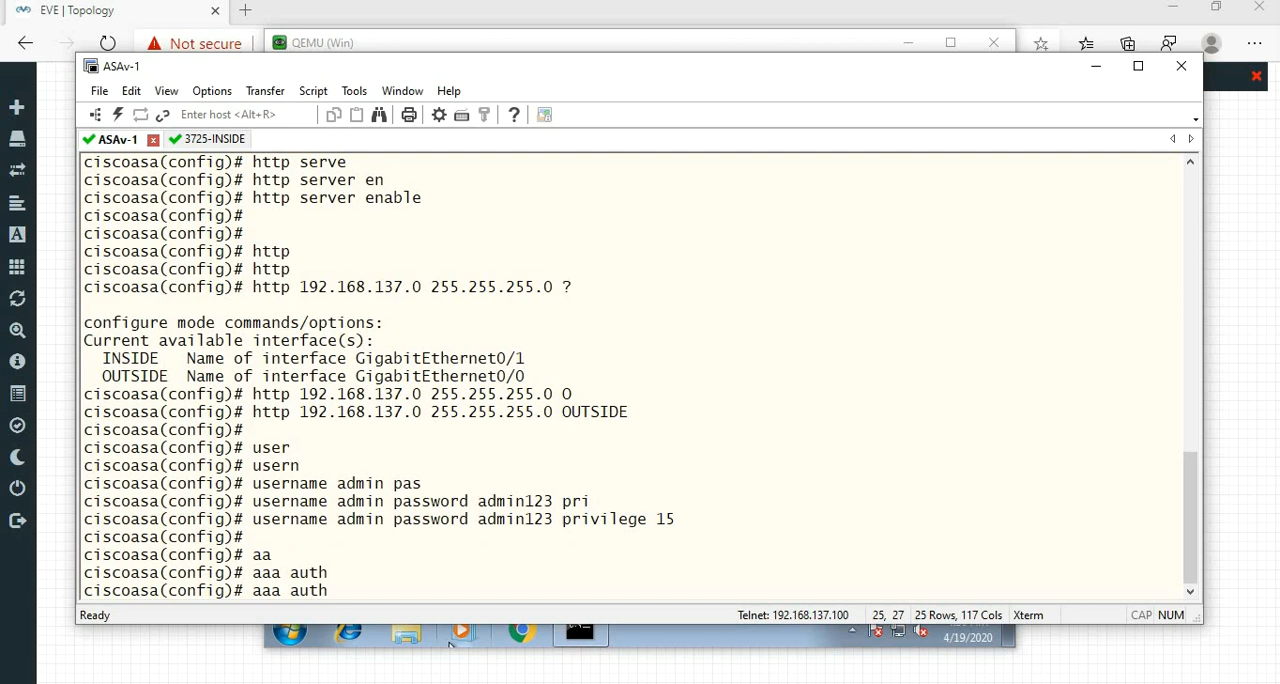 EVE | Topology
Not secure
QEMU (Win)
ASAv-1
File Edit View Options Transfer Script Tools Window Help
Enter host <Alt+R>
ASAv-1 3725-INSIDE
ciscoasa(config)# http serve
ciscoasa(config)# http server en
ciscoasa(config)# http server enable
ciscoasa(config)#
ciscoasa(config)#
ciscoasa(config)# http
ciscoasa(config)# http
ciscoasa(config)# http 192.168.137.0 255.255.255.0 ?
configure mode commands/options:
Current available interface(s):
INSIDE Name of interface GigabitEthernet0/1
OUTSIDE Name of interface GigabitEthernet0/0
ciscoasa(config)# http 192.168.137.0 255.255.255.0 O
ciscoasa(config)# http 192.168.137.0 255.255.255.0 OUTSIDE
ciscoasa(config)#
ciscoasa(config)# user
ciscoasa(config)# usern
ciscoasa(config)# username admin pas
ciscoasa(config)# username admin password admin123 pri
ciscoasa(config)# username admin password admin123 privilege 15
ciscoasa(config)#
ciscoasa(config)# aa
ciscoasa(config)# aaa auth
ciscoasa(config)# aaa auth
Ready Telnet: 192.168.137.100 25, 27 25 Rows, 117 Cols Xterm CAP NUM
4/19/2020